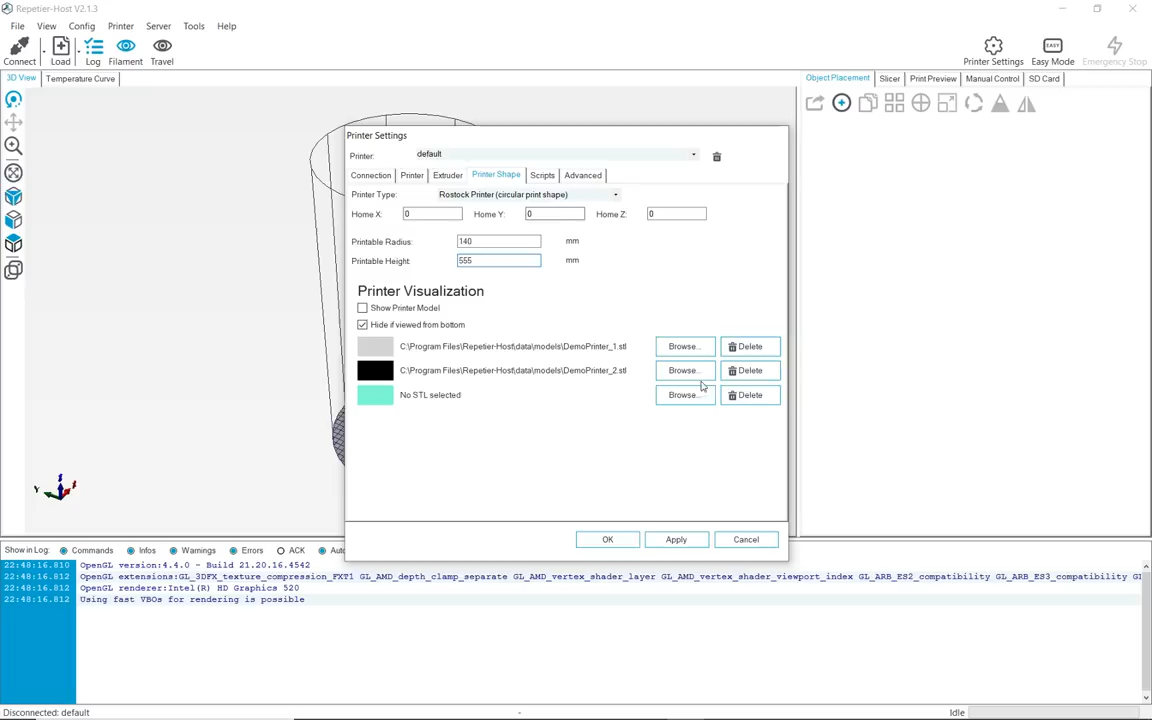 Repetier-Host V2.1.3
File View Config Printer Server Tools Help
Connect Load Log Filament Travel
Printer Settings EASY Easy Mode Emergency Stop
3D View Temperature Curve
Object Placement Slicer Print Preview Manual Control SD Card
Printer Settings
Printer: default
Connection Printer Extruder Printer Shape Scripts Advanced
Printer Type: Rostock Printer (circular print shape)
Home X: 0 Home Y: 0 Home Z: 0
Printable Radius: 140 mm
Printable Height: 555 mm
Printer Visualization
Show Printer Model
Hide if viewed from bottom
C:\Program Files\Repetier-Host\data\models\DemoPrinter_1.stl Browse... Delete
C:\Program Files\Repetier-Host\data\models\DemoPrinter_2.stl Browse... Delete
No STL selected Browse... Delete
OK Apply Cancel
Show in Log: Commands Infos Warnings Errors ACK
22:48:16.810 OpenGL version:4.4.0 - Build 21.20.16.4542
22:48:16.812 OpenGL extensions:GL_3DFX_texture_compression_FXT1 GL_AMD_depth_clamp_separate GL_AMD_vertex_shader_layer GL_AMD_vertex_shader_viewport_index GL_ARB_ES2_compatibility GL_ARB_ES3_compatibility
22:48:16.812 OpenGL renderer:Intel(R) HD Graphics 520
22:48:16.812 Using fast VBOs for rendering is possible
Disconnected: default - Idle